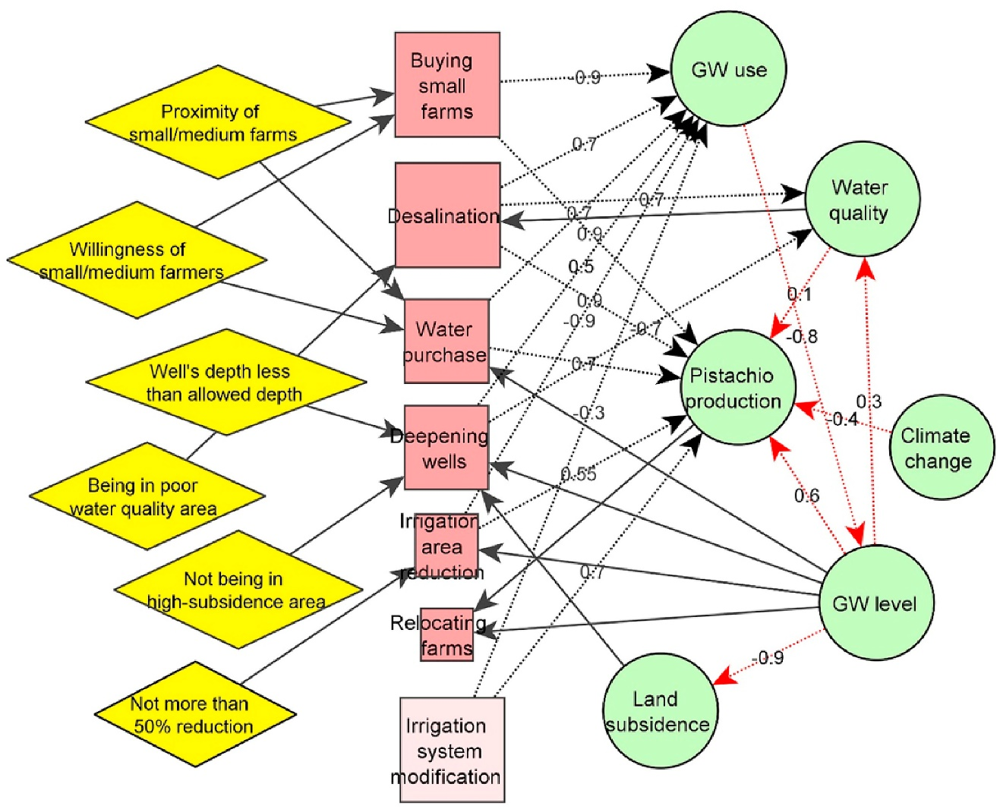 Proximity of
small/medium farms
Willingness of
small/medium farmers
Well's depth less
than allowed depth
Being in poor
water quality area
Not being in
high-subsidence area
Not more than
50% reduction
Buying
small
farms
Desalination
Water
purchase
Deepening
wells
Irrigation
area
reduction
Relocating
farms
Irrigation
system
modification
-0.9
0.7
0.7
0.7
0.9
0.5
0.9
-0.9
-0.7
0.7
-0.3
0.55
0.7
GW use
Water
quality
0.1
-0.8
Pistachio
production
0.3
-0.4
Climate
change
0.6
GW level
-0.9
Land
subsidence